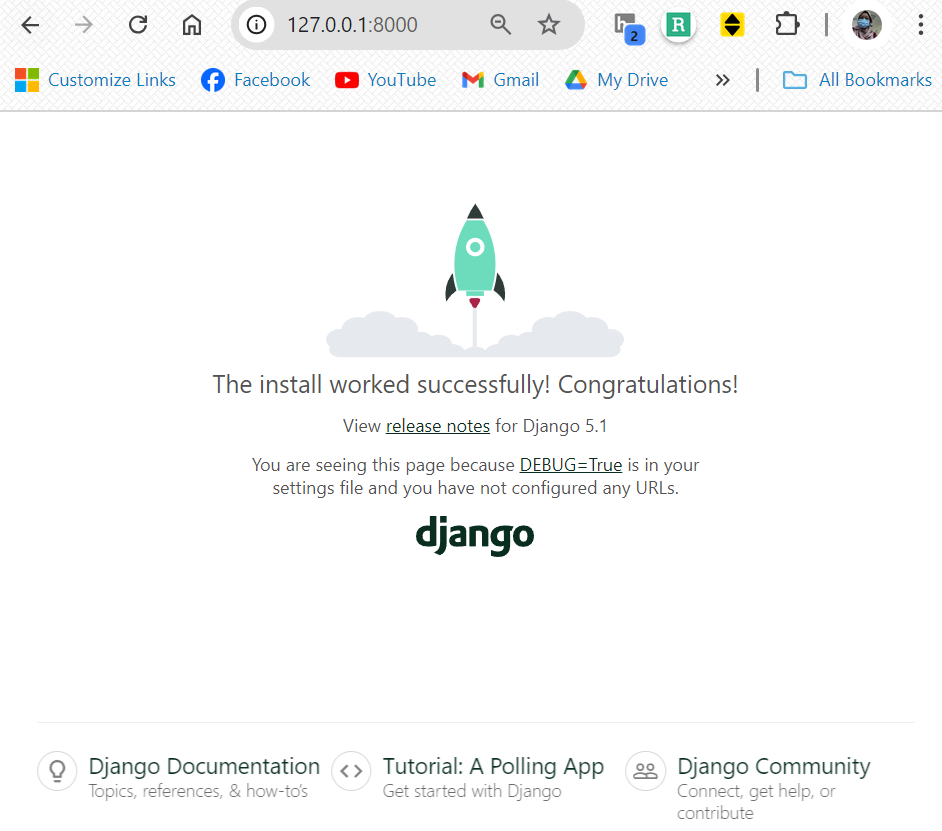 127.0.0.1:8000
2
R
Customize Links Facebook YouTube Gmail My Drive » All Bookmarks
The install worked successfully! Congratulations!
View release notes for Django 5.1
You are seeing this page because DEBUG=True is in your
settings file and you have not configured any URLs.
django
Django Documentation
Topics, references, & how-to's
Tutorial: A Polling App
Get started with Django
Django Community
Connect, get help, or
contribute